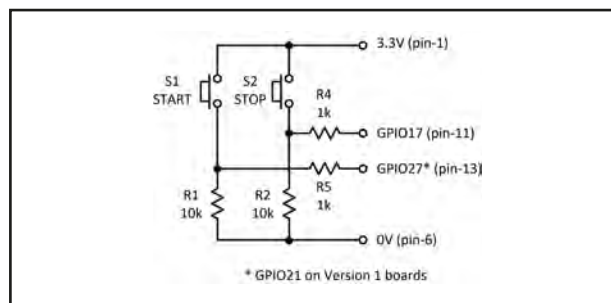 3.3V (pin-1)
S1
START
S2
STOP
R4
1k
GPIO17 (pin-11)
GPIO27* (pin-13)
R5
1k
R1
10k
R2
10k
0V (pin-6)
* GPIO21 on Version 1 boards